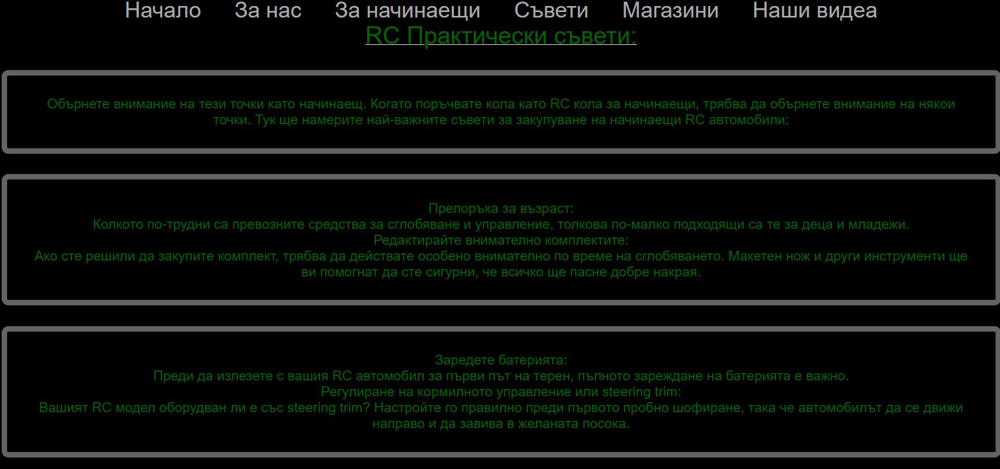 Начало За нас За начинаещи Съвети Магазини Наши видеа
RC Практически съвети:
Обърнете внимание на тези точки като начинаещ. Когато поръчвате кола като RC кола за начинаещи, трябва да обърнете внимание на някои
точки. Тук ще намерите най-важните съвети за закупуване на начинаещи RC автомобили:
Препоръка за възраст:
Колкото по-трудни са превозните средства за сглобяване и управление, толкова по-малко подходящи са те за деца и младежи.
Редактирайте внимателно комплектите:
Ако сте решили да закупите комплект, трябва да действате особено внимателно по време на сглобяването. Макетен нож и други инструменти ще
ви помогнат да сте сигурни, че всичко ще пасне добре накрая.
Заредете батерията:
Преди да излезете с вашия RC автомобил за първи път на терен, пълното зареждане на батерията е важно.
Регулиране на кормилното управление или steering trim:
Вашият RC модел оборудван ли е със steering trim? Настройте го правилно преди първото пробно шофиране, така че автомобилът да се движи
направо и да завива в желаната посока.